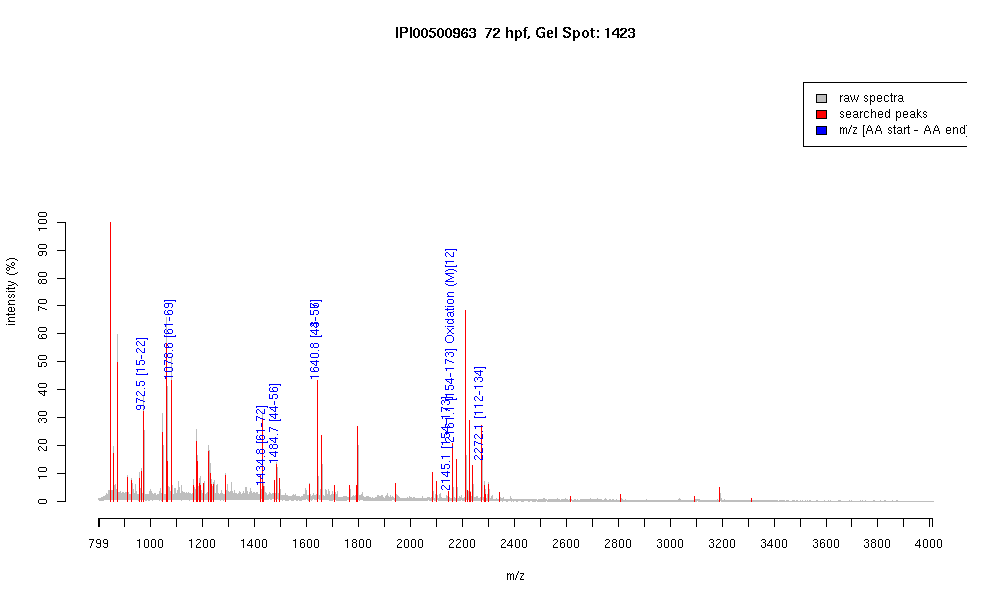 IPI00500963 72 hpf, Gel Spot: 1423
raw spectra
searched peaks
m/z [AA start - AA end]
intensity (%)
100
90
80
70
60
50
40
30
20
10
0
972.5 [15-22]
1078.6 [61-69]
1434.8 [61-72]
1484.7 [44-56]
1640.8
2145.1 [154-173]
2161.1 [154-173] Oxidation (M)[12]
2272.1 [112-134]
799 1000 1200 1400 1600 1800 2000 2200 2400 2600 2800 3000 3200 3400 3600 3800 4000
m/z